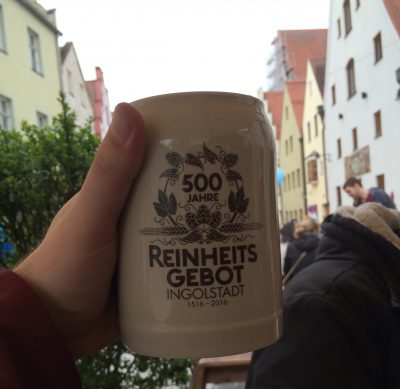 500
JAHRE
REINHEITS
GEBOT
INGOLSTADT
1516 - 2016